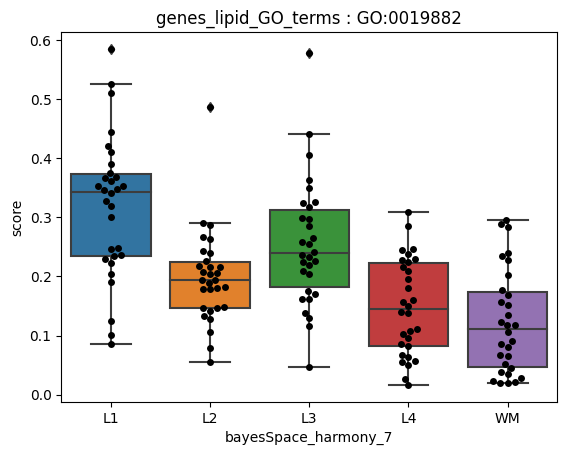 genes_lipid_GO_terms : GO:0019882
0.6
0.5
0.4
0.3
0.2
0.1
0.0
score
L1 L2 L3 L4 WM
bayesSpace_harmony_7